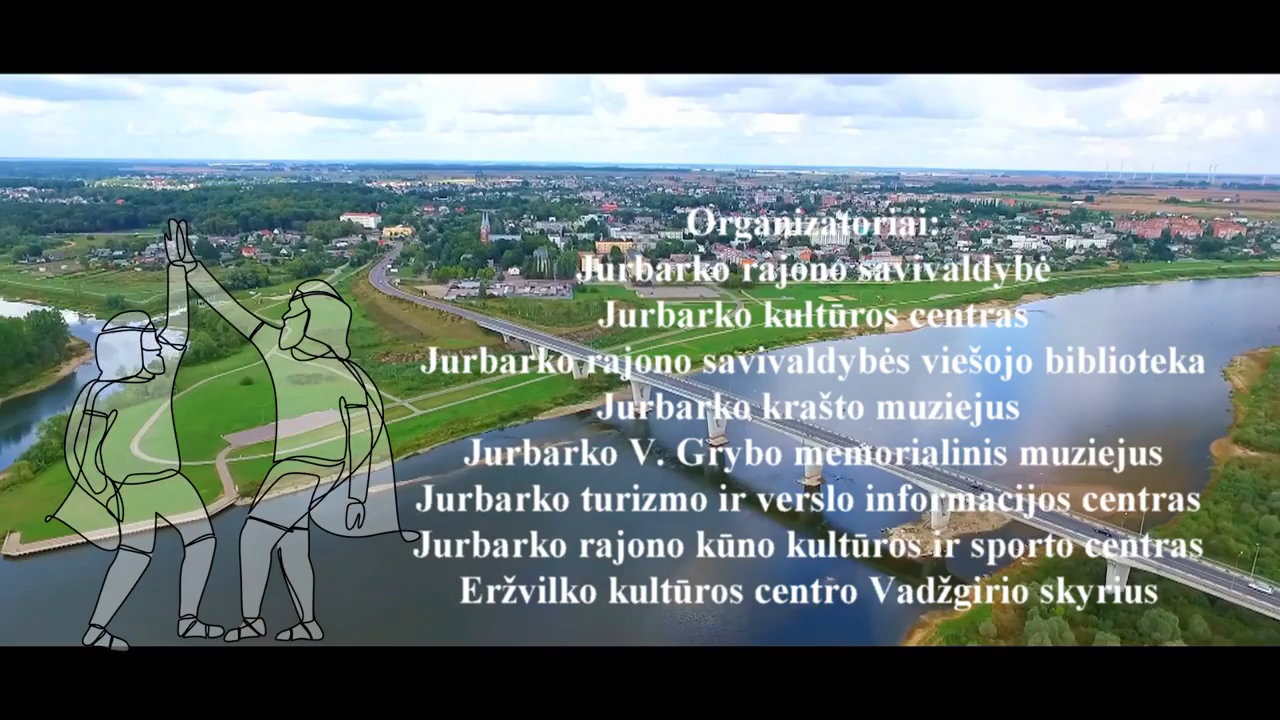 Organizatoriai:
Jurbarko rajono savivaldybė
Jurbarko kultūros centras
Jurbarko rajono savivaldybės viešojo biblioteka
Jurbarko krašto muziejus
Jurbarko V. Grybo memorialinis muziejus
Jurbarko turizmo ir verslo informacijos centras
Jurbarko rajono kūno kultūros ir sporto centras
Eržvilko kultūros centro Vadžgirio skyrius